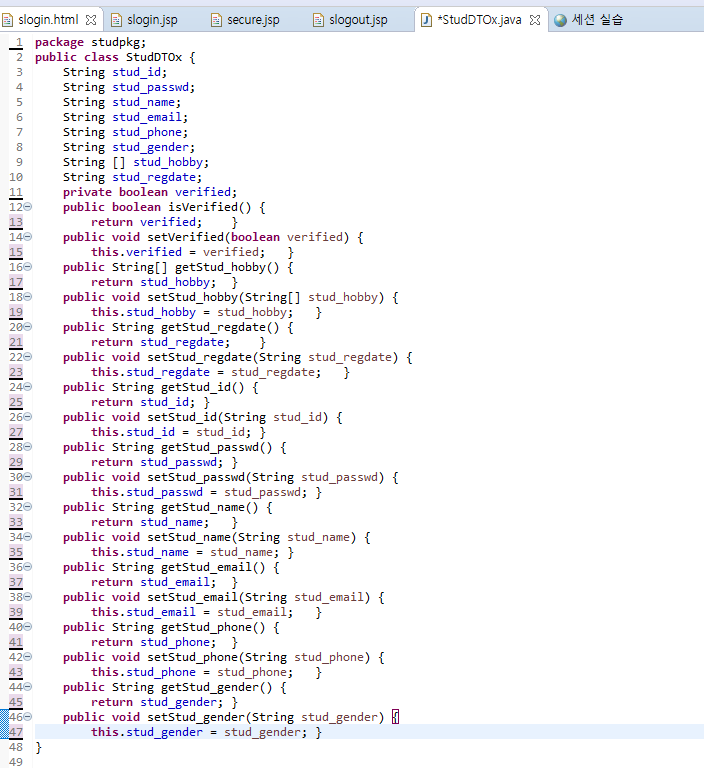 slogin.html slogin.jsp secure.jsp slogout.jsp *StudDTOx.java 세션 실습
1 package studpkg;
2 public class StudDTOx {
3 String stud_id;
4 String stud_passwd;
5 String stud_name;
6 String stud_email;
7 String stud_phone;
8 String stud_gender;
9 String [] stud_hobby;
10 String stud_regdate;
11 private boolean verified;
12 public boolean isVerified() {
13 return verified; }
14 public void setVerified(boolean verified) {
15 this.verified = verified; }
16 public String[] getStud_hobby() {
17 return stud_hobby; }
18 public void setStud_hobby(String[] stud_hobby) {
19 this.stud_hobby = stud_hobby; }
20 public String getStud_regdate() {
21 return stud_regdate; }
22 public void setStud_regdate(String stud_regdate) {
23 this.stud_regdate = stud_regdate; }
24 public String getStud_id() {
25 return stud_id; }
26 public void setStud_id(String stud_id) {
27 this.stud_id = stud_id; }
28 public String getStud_passwd() {
29 return stud_passwd; }
30 public void setStud_passwd(String stud_passwd) {
31 this.stud_passwd = stud_passwd; }
32 public String getStud_name() {
33 return stud_name; }
34 public void setStud_name(String stud_name) {
35 this.stud_name = stud_name; }
36 public String getStud_email() {
37 return stud_email; }
38 public void setStud_email(String stud_email) {
39 this.stud_email = stud_email; }
40 public String getStud_phone() {
41 return stud_phone; }
42 public void setStud_phone(String stud_phone) {
43 this.stud_phone = stud_phone; }
44 public String getStud_gender() {
45 return stud_gender; }
46 public void setStud_gender(String stud_gender) {
47 this.stud_gender = stud_gender; }
48 }
49